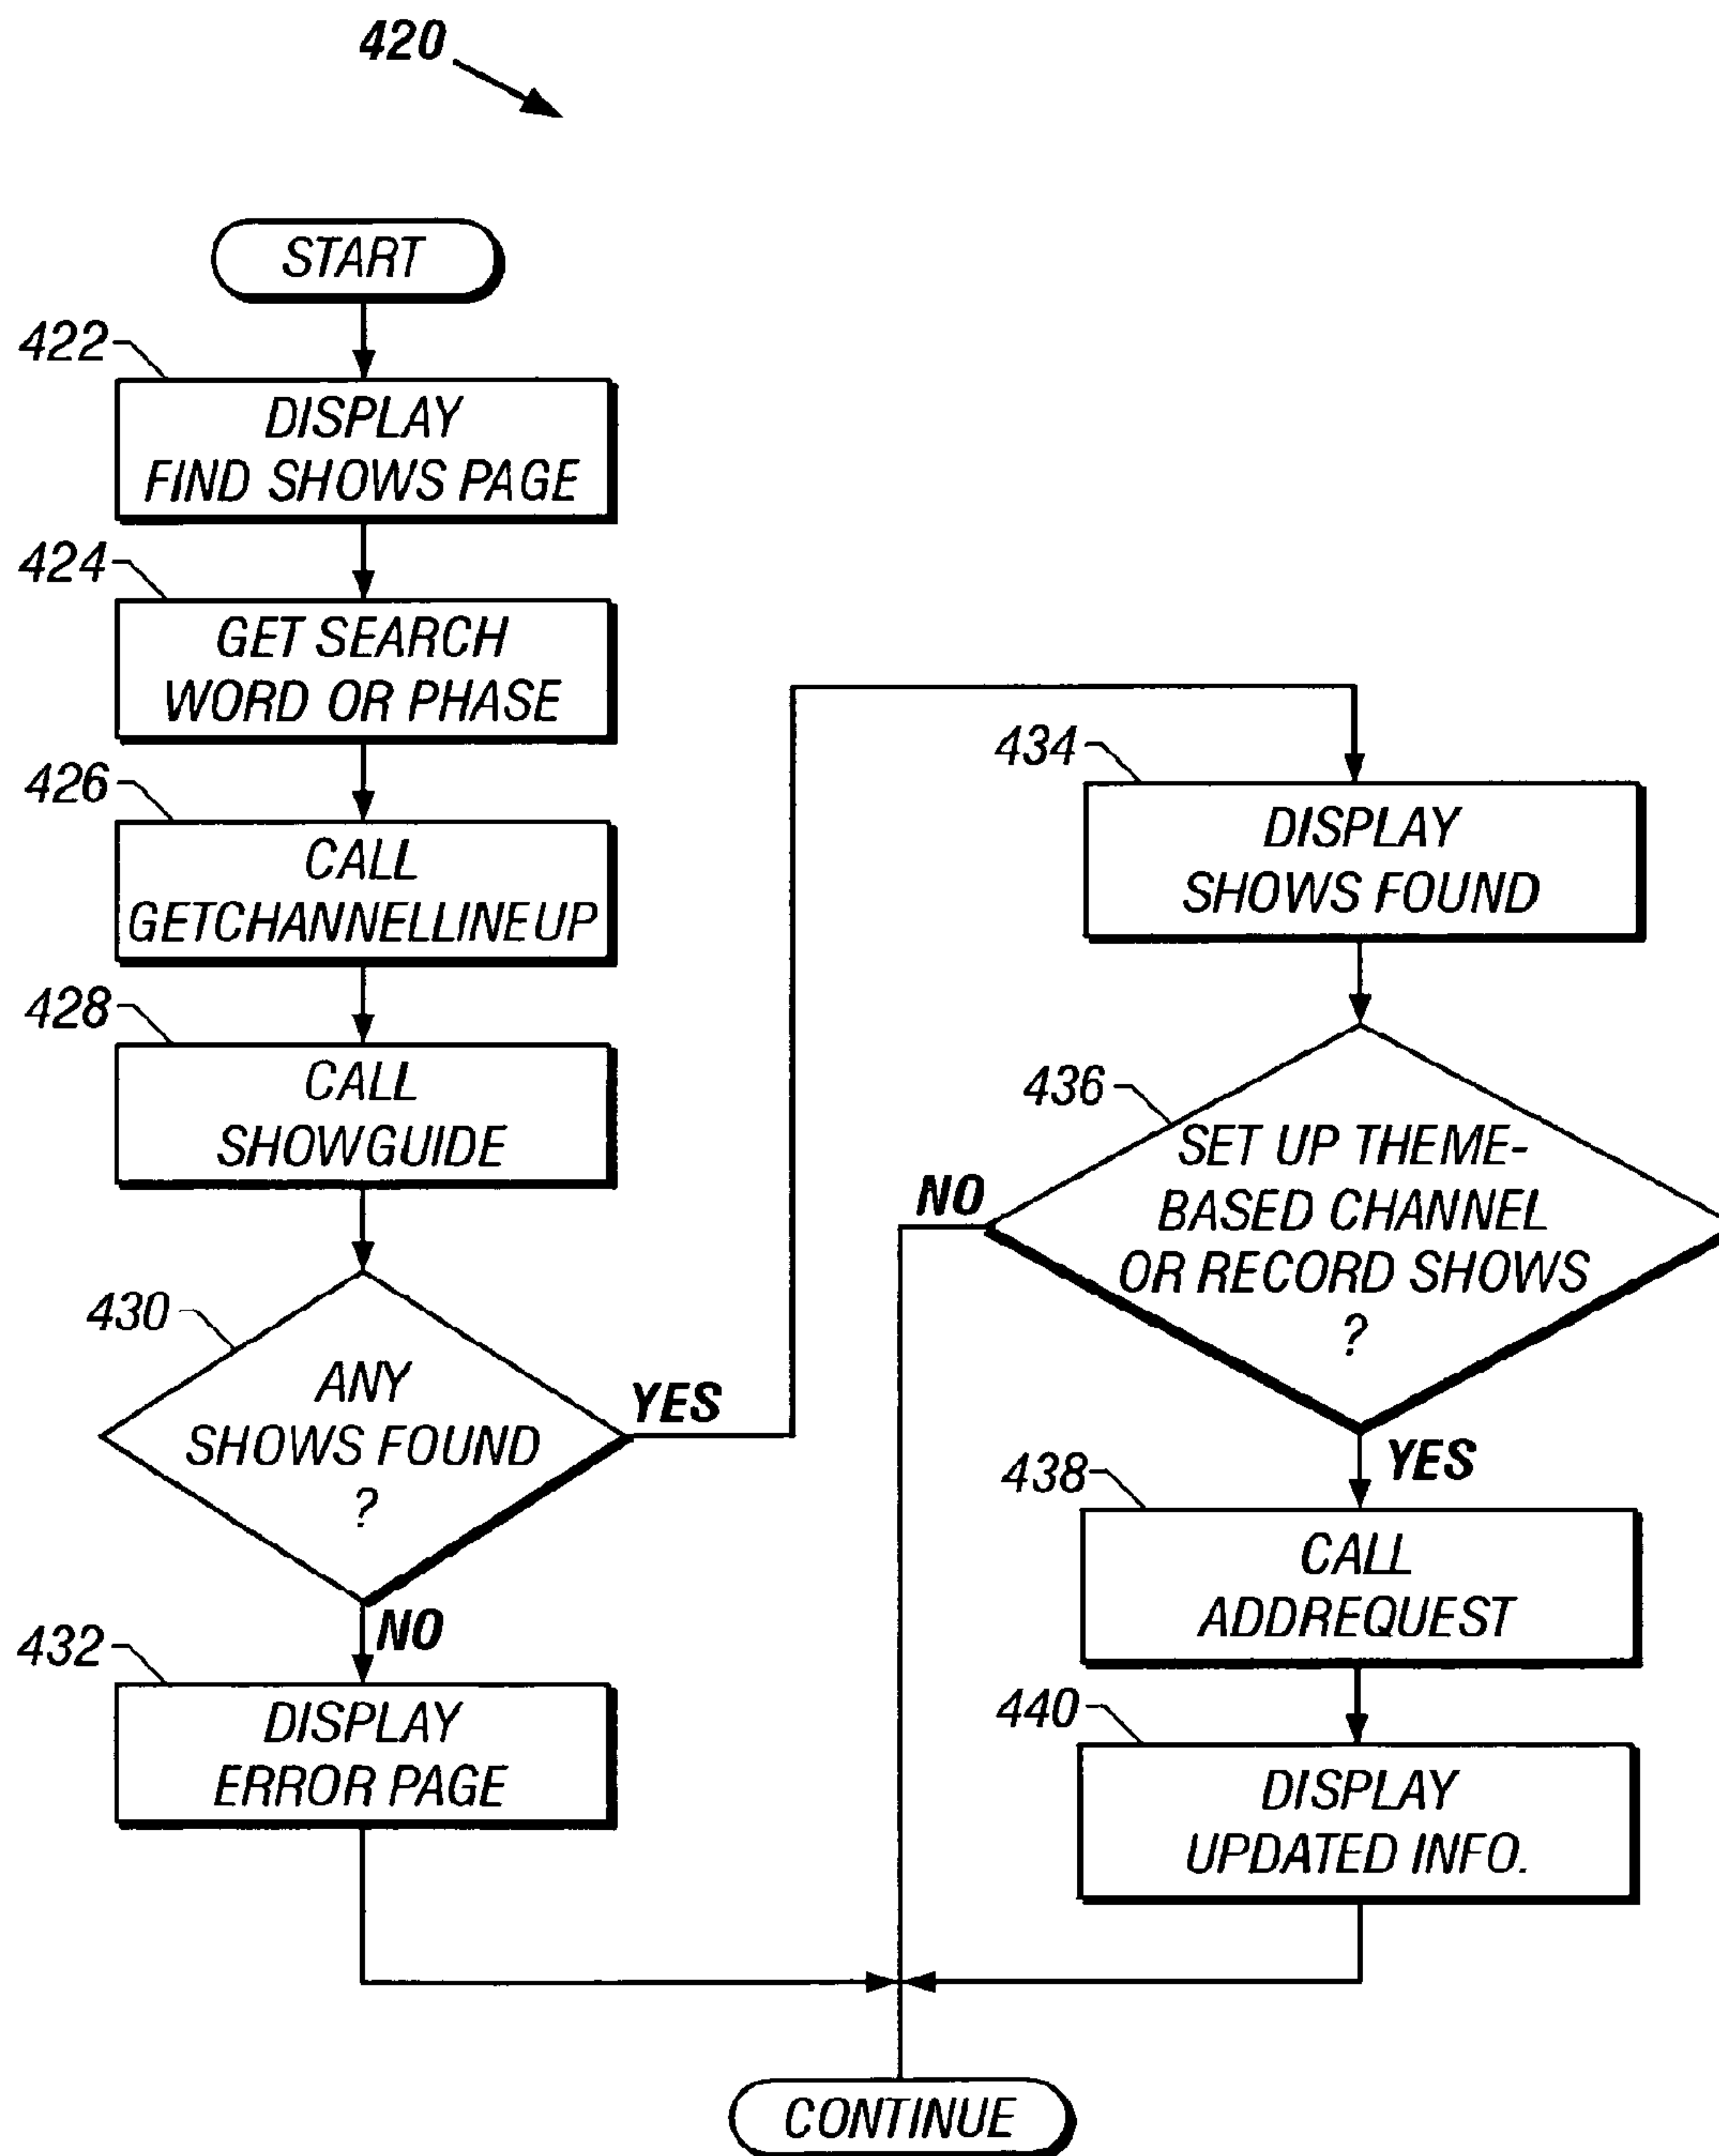 420
START
422
DISPLAY
FIND SHOWS PAGE
424
GET SEARCH
WORD OR PHASE
426
CALL
GETCHANNELLINEUP
428
CALL
SHOWGUIDE
430
ANY
SHOWS FOUND
?
YES
NO
432
DISPLAY
ERROR PAGE
434
DISPLAY
SHOWS FOUND
436
SET UP THEME-
BASED CHANNEL
OR RECORD SHOWS
?
NO
YES
438
CALL
ADDREQUEST
440
DISPLAY
UPDATED INFO.
CONTINUE